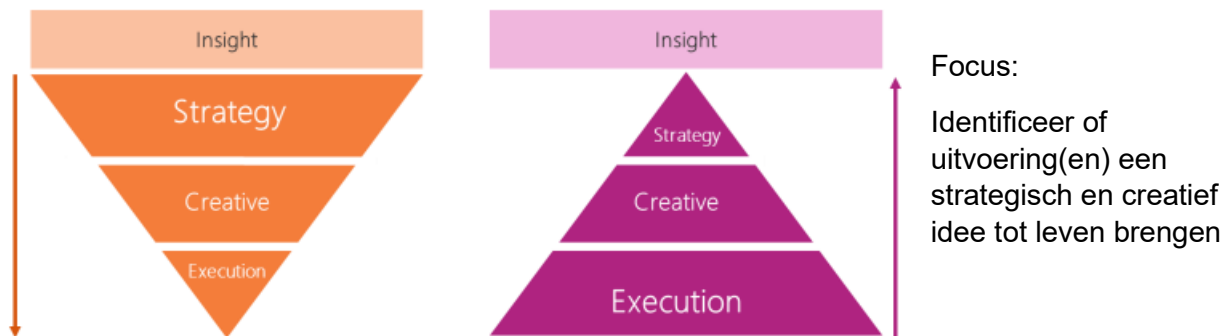 Insight
Strategy
Creative
Execution
Insight
Strategy
Creative
Execution
Focus:
Identificeer of
uitvoering(en) een
strategisch en creatief
idee tot leven brengen